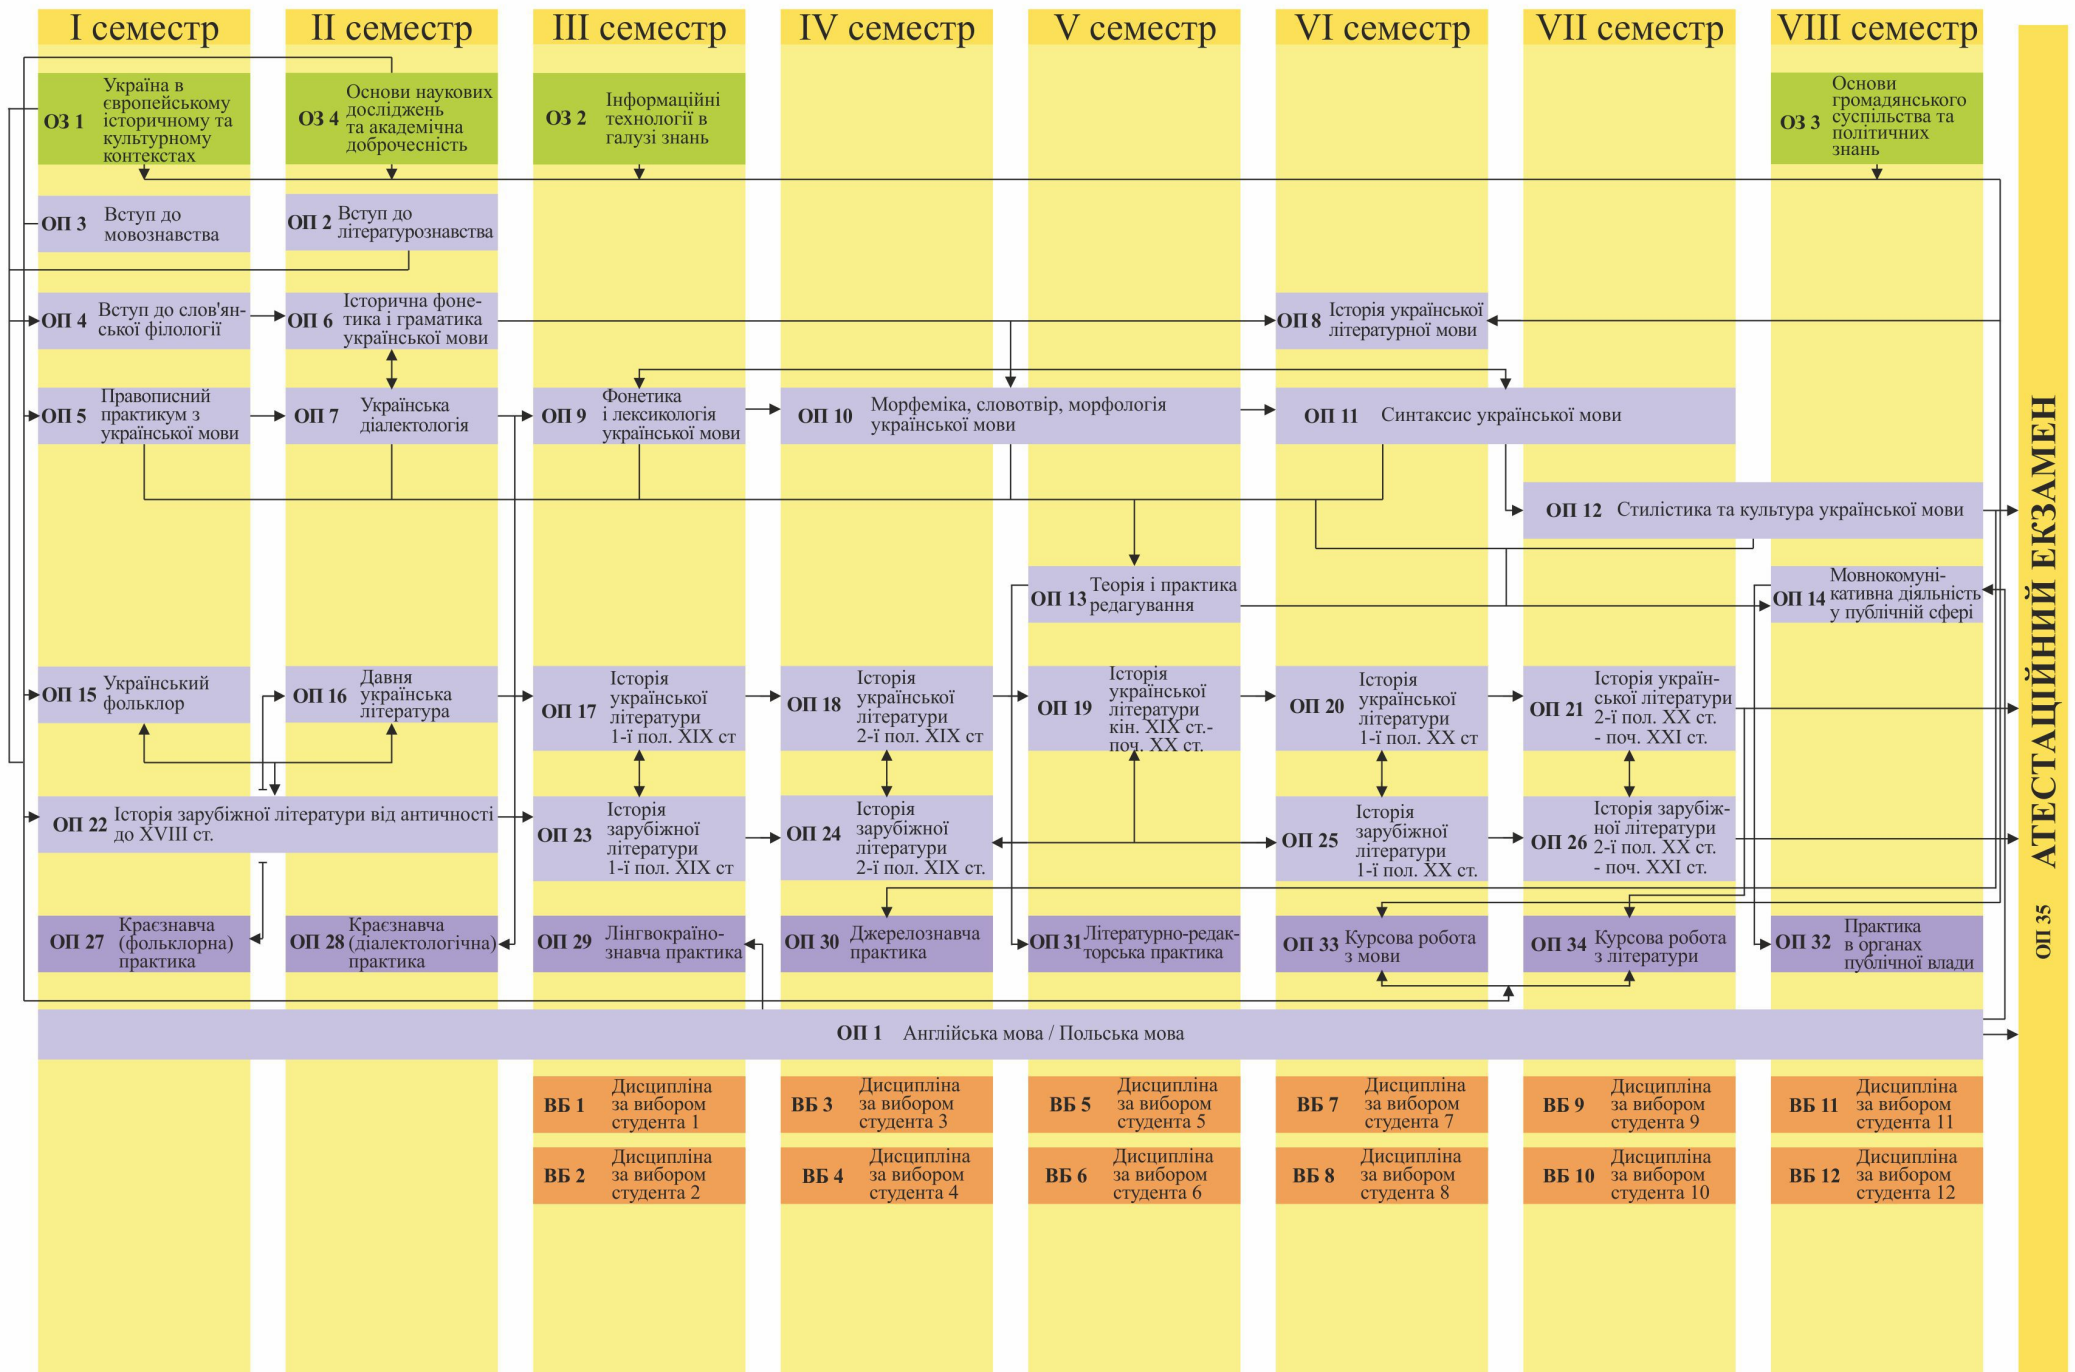 I семестр
II семестр
III семестр
IV семестр
V семестр
VI семестр
VII семестр
VIII семестр
ОЗ 1
Україна в
європейському
історичному та
культурному
контекстах
ОЗ 4
Основи наукових
досліджень
та академічна
доброчесність
ОЗ 2
Інформаційні
технології в
галузі знань
ОЗ 3
Основи
громадянського
суспільства та
політичних
знань
ОП 3
Вступ до
мовознавства
ОП 2
Вступ до
літературознавства
ОП 4
Вступ до слов'ян-
ської філології
ОП 6
Історична фоне-
тика і граматика
української мови
ОП 8
Історія української
літературної мови
ОП 5
Правописний
практикум з
української мови
ОП 7
Українська
діалектологія
ОП 9
Фонетика
і лексикологія
української мови
ОП 10
Морфеміка, словотвір, морфологія
української мови
ОП 11
Синтаксис української мови
ОП 12
Стилістика та культура української мови
ОП 13
Теорія і практика
редагування
ОП 14
Мовнокомуні-
кативна діяльність
у публічній сфері
ОП 15
Український
фольклор
ОП 16
Давня
українська
література
ОП 17
Історія
української
літератури
1-ї пол. XIX ст
ОП 18
Історія
української
літератури
2-ї пол. XIX ст
ОП 19
Історія
української
літератури
кін. XIX ст.-
поч. XX ст.
ОП 20
Історія
української
літератури
1-ї пол. XX ст
ОП 21
Історія україн-
ської літератури
2-ї пол. XX ст.
- поч. XXI ст.
ОП 22
Історія зарубіжної літератури від античності
до XVIII ст.
ОП 23
Історія
зарубіжної
літератури
1-ї пол. XIX ст
ОП 24
Історія
зарубіжної
літератури
2-ї пол. XIX ст.
ОП 25
Історія
зарубіжної
літератури
1-ї пол. XX ст.
ОП 26
Історія зарубіж-
ної літератури
2-ї пол. XX ст.
- поч. XXI ст.
ОП 27
Краєзнавча
(фольклорна)
практика
ОП 28
Краєзнавча
(діалектологічна)
практика
ОП 29
Лінгвокраїно-
знавча практика
ОП 30
Джерелознавча
практика
ОП 31
Літературно-редак-
торська практика
ОП 33
Курсова робота
з мови
ОП 34
Курсова робота
з літератури
ОП 32
Практика
в органах
публічної влади
ОП 1
Англійська мова / Польська мова
ВБ 1
Дисципліна
за вибором
студента 1
ВБ 3
Дисципліна
за вибором
студента 3
ВБ 5
Дисципліна
за вибором
студента 5
ВБ 7
Дисципліна
за вибором
студента 7
ВБ 9
Дисципліна
за вибором
студента 9
ВБ 11
Дисципліна
за вибором
студента 11
ВБ 2
Дисципліна
за вибором
студента 2
ВБ 4
Дисципліна
за вибором
студента 4
ВБ 6
Дисципліна
за вибором
студента 6
ВБ 8
Дисципліна
за вибором
студента 8
ВБ 10
Дисципліна
за вибором
студента 10
ВБ 12
Дисципліна
за вибором
студента 12
ОП 35 АТЕСТАЦІЙНИЙ ЕКЗАМЕН